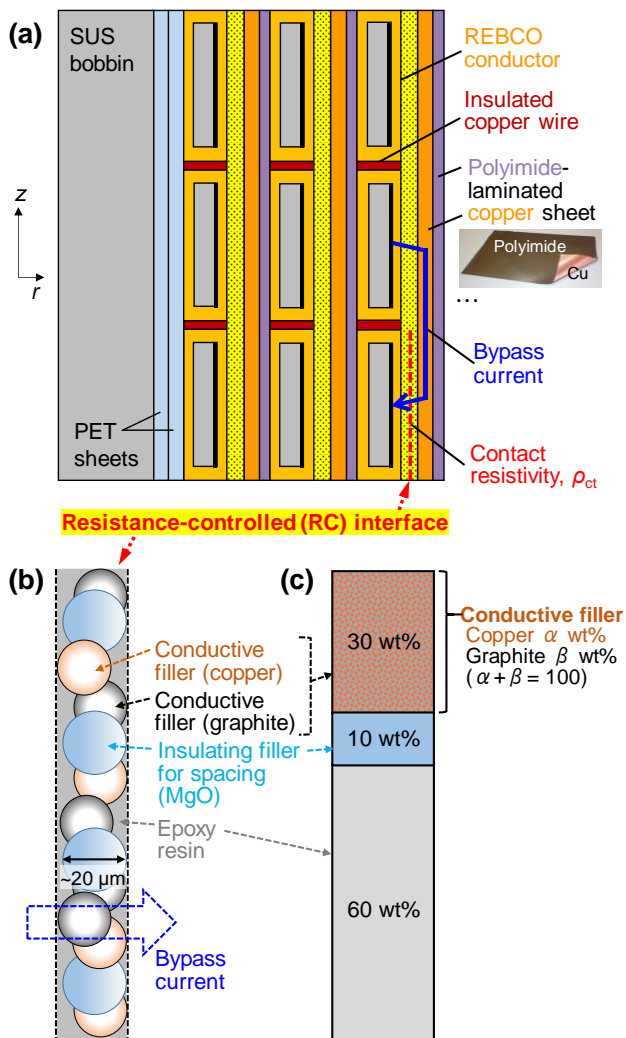 (a)
SUS
bobbin
REBCO
conductor
Insulated
copper wire
Polyimide-
laminated
copper sheet
Polyimide
Cu
...
z
r
Bypass
current
PET
sheets
Contact
resistivity, ρct
Resistance-controlled (RC) interface
(b)
(c)
Conductive
filler (copper)
Conductive
filler (graphite)
Insulating filler
for spacing
(MgO)
Epoxy
resin
~20 μm
Bypass
current
30 wt%
10 wt%
60 wt%
Conductive filler
Copper α wt%
Graphite β wt%
(α + β = 100)